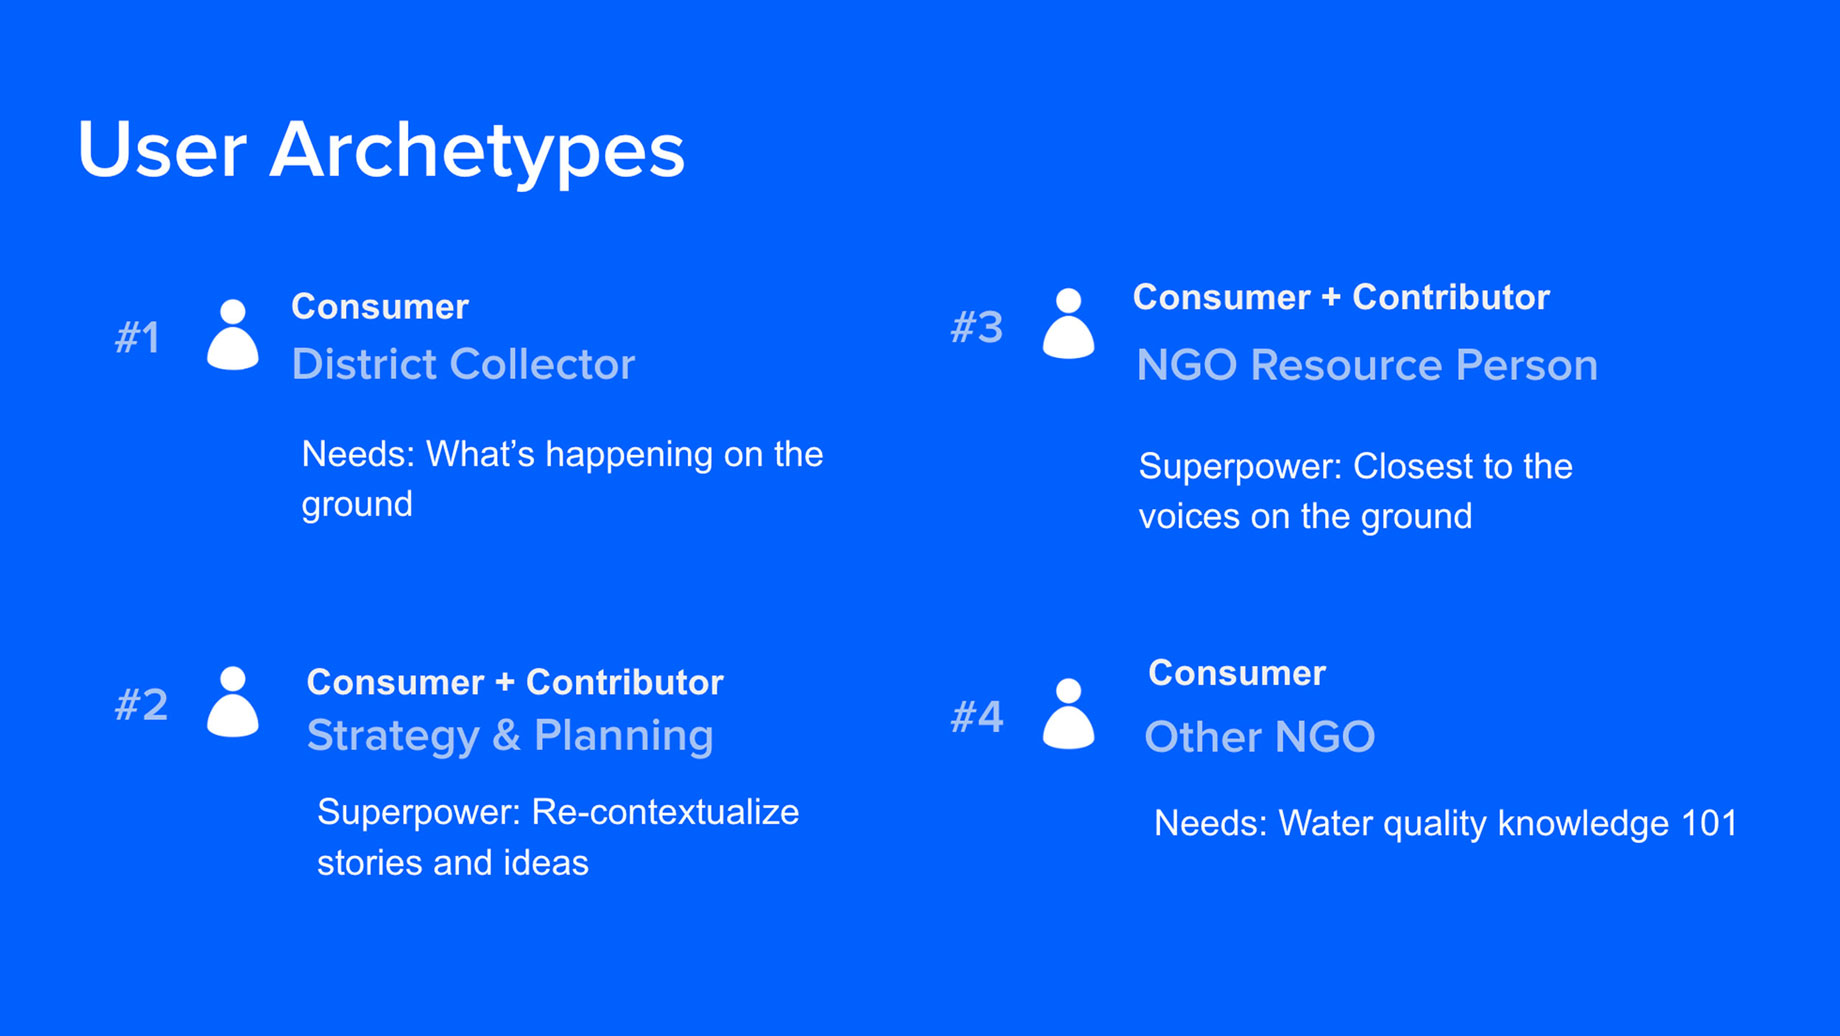 User Archetypes
#1
Consumer
District Collector
Needs: What’s happening on the
ground
#2
Consumer + Contributor
Strategy & Planning
Superpower: Re-contextualize
stories and ideas
#3
Consumer + Contributor
NGO Resource Person
Superpower: Closest to the
voices on the ground
#4
Consumer
Other NGO
Needs: Water quality knowledge 101